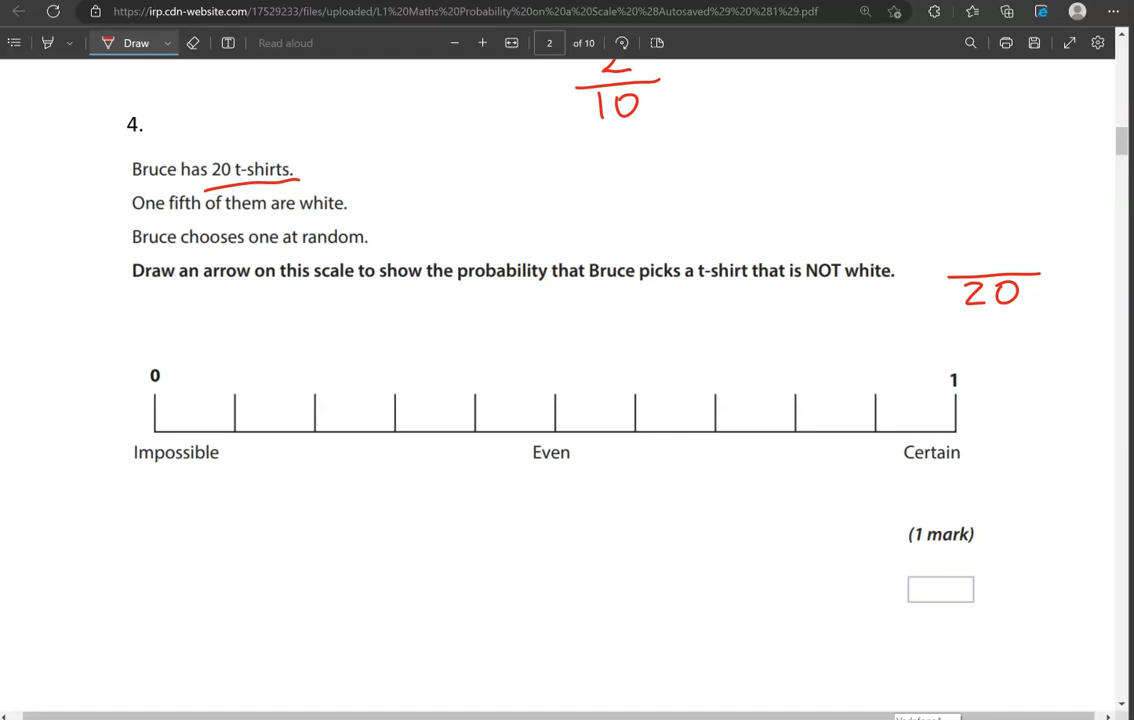 https://irp.cdn-website.com/17529233/files/uploaded/L1%20Maths%20Probability%20on%20a%20Scale%20%28Autosaved%29%20%281%29.pdf
Draw
Read aloud
2 of 10
2
10
4.
Bruce has 20 t-shirts.
One fifth of them are white.
Bruce chooses one at random.
Draw an arrow on this scale to show the probability that Bruce picks a t-shirt that is NOT white.
20
0 1
Impossible Even Certain
(1 mark)